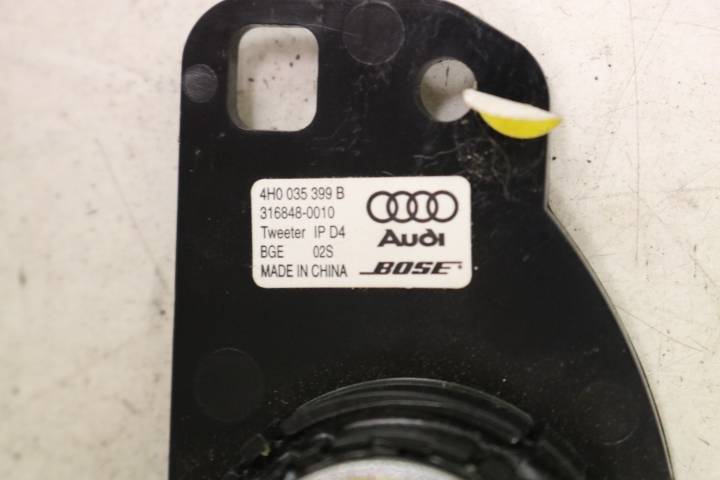 4H0 035 399 B
316848-0010
Tweeter IP D4
BGE 02S
MADE IN CHINA
Audi
BOSE